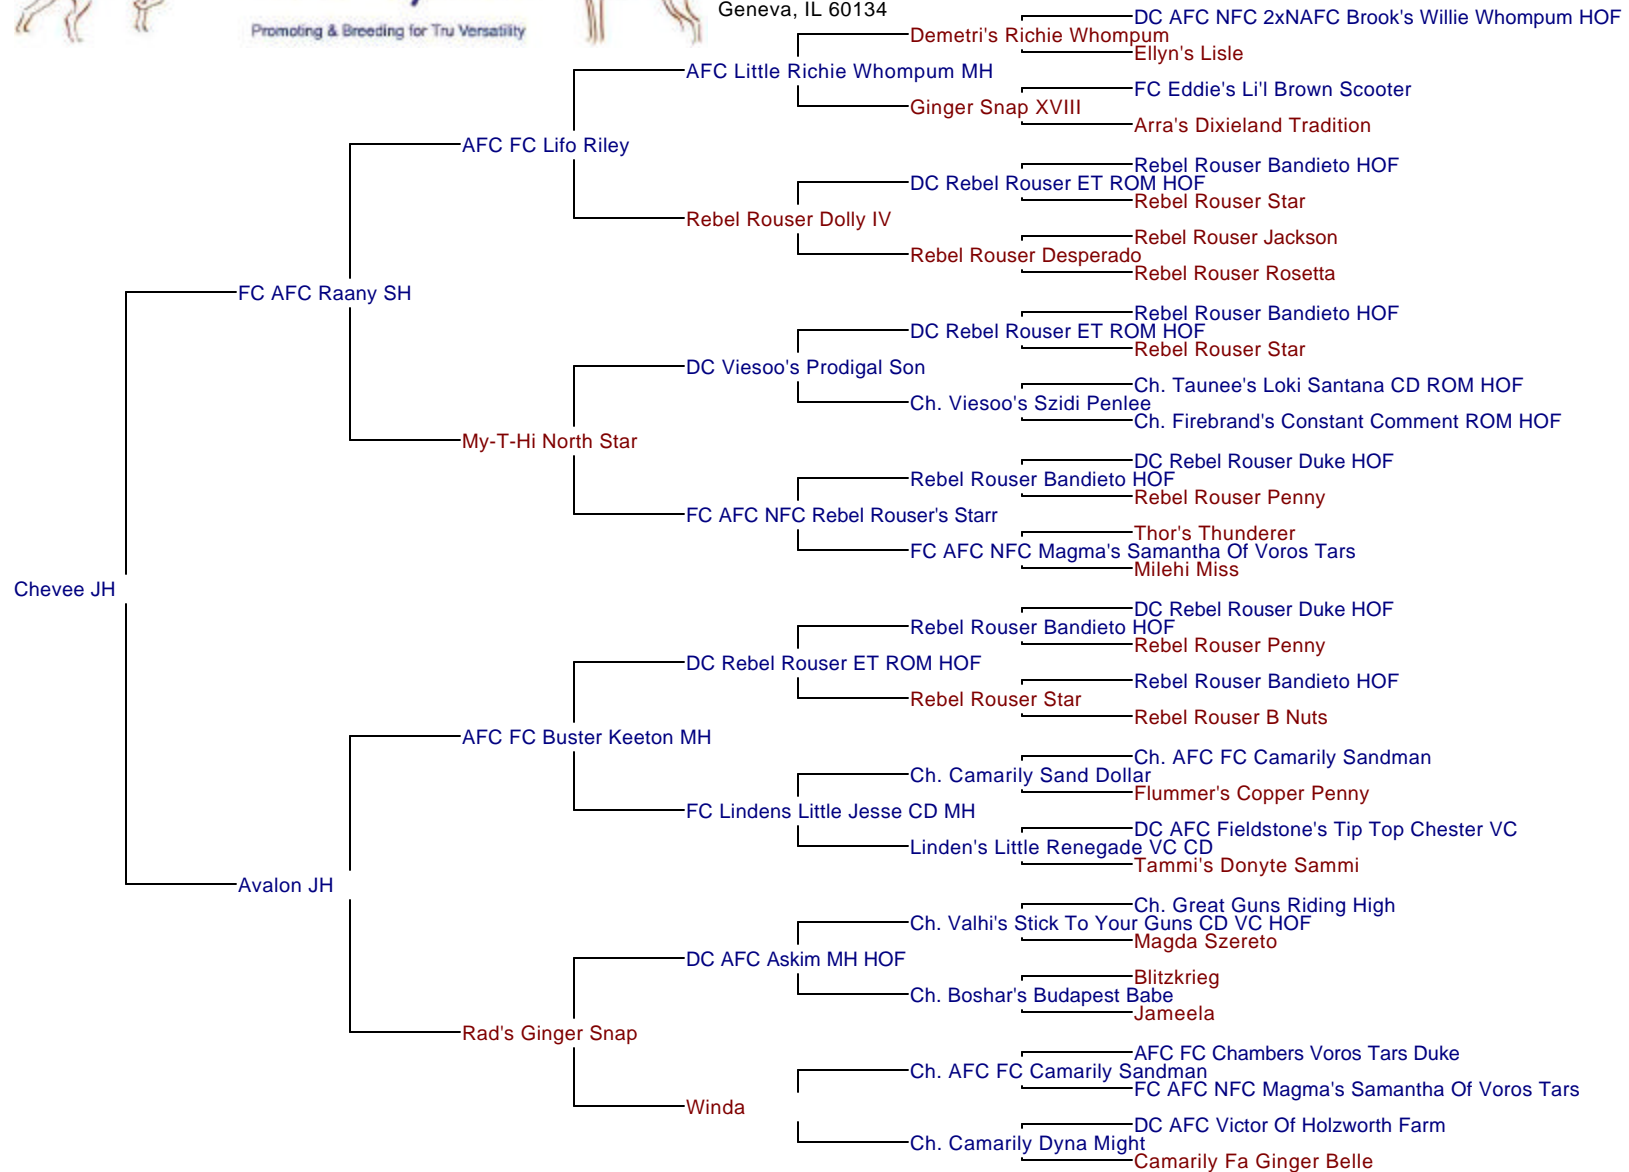 Promoting & Breeding for Tru Versatility
Geneva, IL 60134
DC AFC NFC 2xNAFC Brook's Willie Whompum HOF
Demetri's Richie Whompum
Ellyn's Lisle
AFC Little Richie Whompum MH
FC Eddie's Li'l Brown Scooter
Ginger Snap XVIII
Arra's Dixieland Tradition
AFC FC Lifo Riley
Rebel Rouser Bandieto HOF
DC Rebel Rouser ET ROM HOF
Rebel Rouser Star
Rebel Rouser Dolly IV
Rebel Rouser Jackson
Rebel Rouser Desperado
Rebel Rouser Rosetta
FC AFC Raany SH
Rebel Rouser Bandieto HOF
DC Rebel Rouser ET ROM HOF
Rebel Rouser Star
DC Viesoo's Prodigal Son
Ch. Taunee's Loki Santana CD ROM HOF
Ch. Viesoo's Szidi Penlee
Ch. Firebrand's Constant Comment ROM HOF
My-T-Hi North Star
DC Rebel Rouser Duke HOF
Rebel Rouser Bandieto HOF
Rebel Rouser Penny
FC AFC NFC Rebel Rouser's Starr
Thor's Thunderer
FC AFC NFC Magma's Samantha Of Voros Tars
Milehi Miss
Chevee JH
DC Rebel Rouser Duke HOF
Rebel Rouser Bandieto HOF
Rebel Rouser Penny
DC Rebel Rouser ET ROM HOF
Rebel Rouser Bandieto HOF
Rebel Rouser Star
Rebel Rouser B Nuts
AFC FC Buster Keeton MH
Ch. AFC FC Camarily Sandman
Ch. Camarily Sand Dollar
Flummer's Copper Penny
FC Lindens Little Jesse CD MH
DC AFC Fieldstone's Tip Top Chester VC
Linden's Little Renegade VC CD
Tammi's Donyte Sammi
Avalon JH
Ch. Great Guns Riding High
Ch. Valhi's Stick To Your Guns CD VC HOF
Magda Szereto
DC AFC Askim MH HOF
Blitzkrieg
Ch. Boshar's Budapest Babe
Jameela
Rad's Ginger Snap
AFC FC Chambers Voros Tars Duke
Ch. AFC FC Camarily Sandman
FC AFC NFC Magma's Samantha Of Voros Tars
Winda
DC AFC Victor Of Holzworth Farm
Ch. Camarily Dyna Might
Camarily Fa Ginger Belle